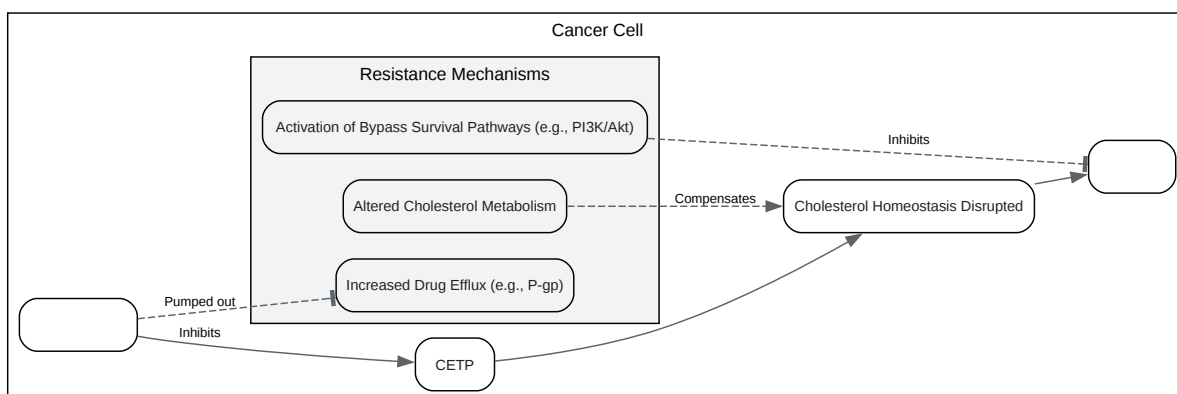 Cancer Cell
Resistance Mechanisms
Activation of Bypass Survival Pathways (e.g., PI3K/Akt)
Inhibits
Altered Cholesterol Metabolism
Compensates
Cholesterol Homeostasis Disrupted
Increased Drug Efflux (e.g., P-gp)
Pumped out
Inhibits
CETP